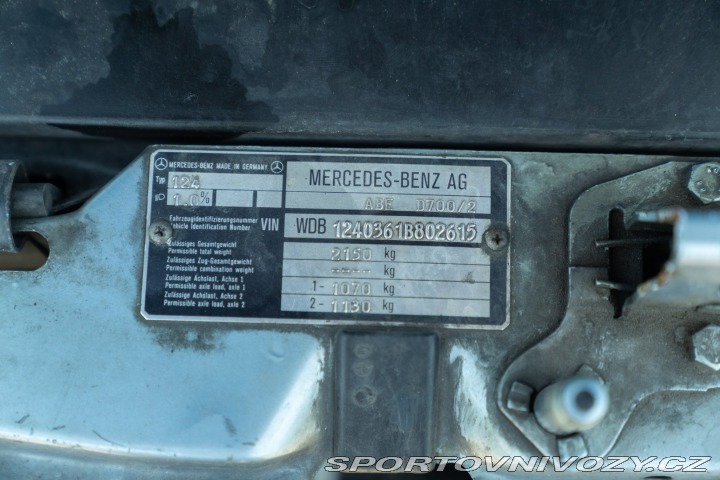 MERCEDES-BENZ MADE IN GERMANY
Typ 124
1.0%
MERCEDES-BENZ AG
ABE D700/2
Fahrzeugidentifizierungsnummer
Vehicle Identification Number
VIN
WDB 1240361B802615
Zulässiges Gesamtgewicht
Permissible total weight
2150 kg
Zulässiges Zug-Gesamtgewicht
Permissible combination weight
---- kg
Zulässige Achslast, Achse 1
Permissible axle load, axle 1
1- 1070 kg
Zulässige Achslast, Achse 2
Permissible axle load, axle 2
2- 1130 kg
SPORTOVNIVOZY.CZ